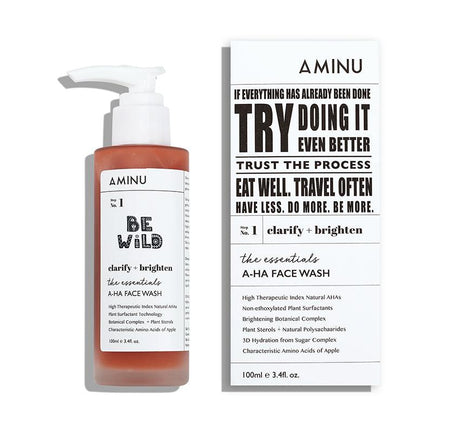 AMINU
Step
No. 1
BE
WiLD
clarify + brighten
the essentials
A-HA FACE WASH
High Therapeutic Index Natural AHAs
Plant Surfactant Technology
Botanical Complex + Plant Sterols
Characteristic Amino Acids of Apple
100ml ℮ 3.4fl. oz.
AMINU
IF EVERYTHING HAS ALREADY BEEN DONE
TRY DOING IT
EVEN BETTER
TRUST THE PROCESS
EAT WELL. TRAVEL OFTEN
HAVE LESS. DO MORE. BE MORE.
Step
No. 1 clarify + brighten
the essentials
A-HA FACE WASH
High Therapeutic Index Natural AHAs
Non-ethoxylated Plant Surfactants
Brightening Botanical Complex
Plant Sterols + Natural Polysachaarides
3D Hydration from Sugar Complex
Characteristic Amino Acids of Apple
100ml ℮ 3.4fl. oz.